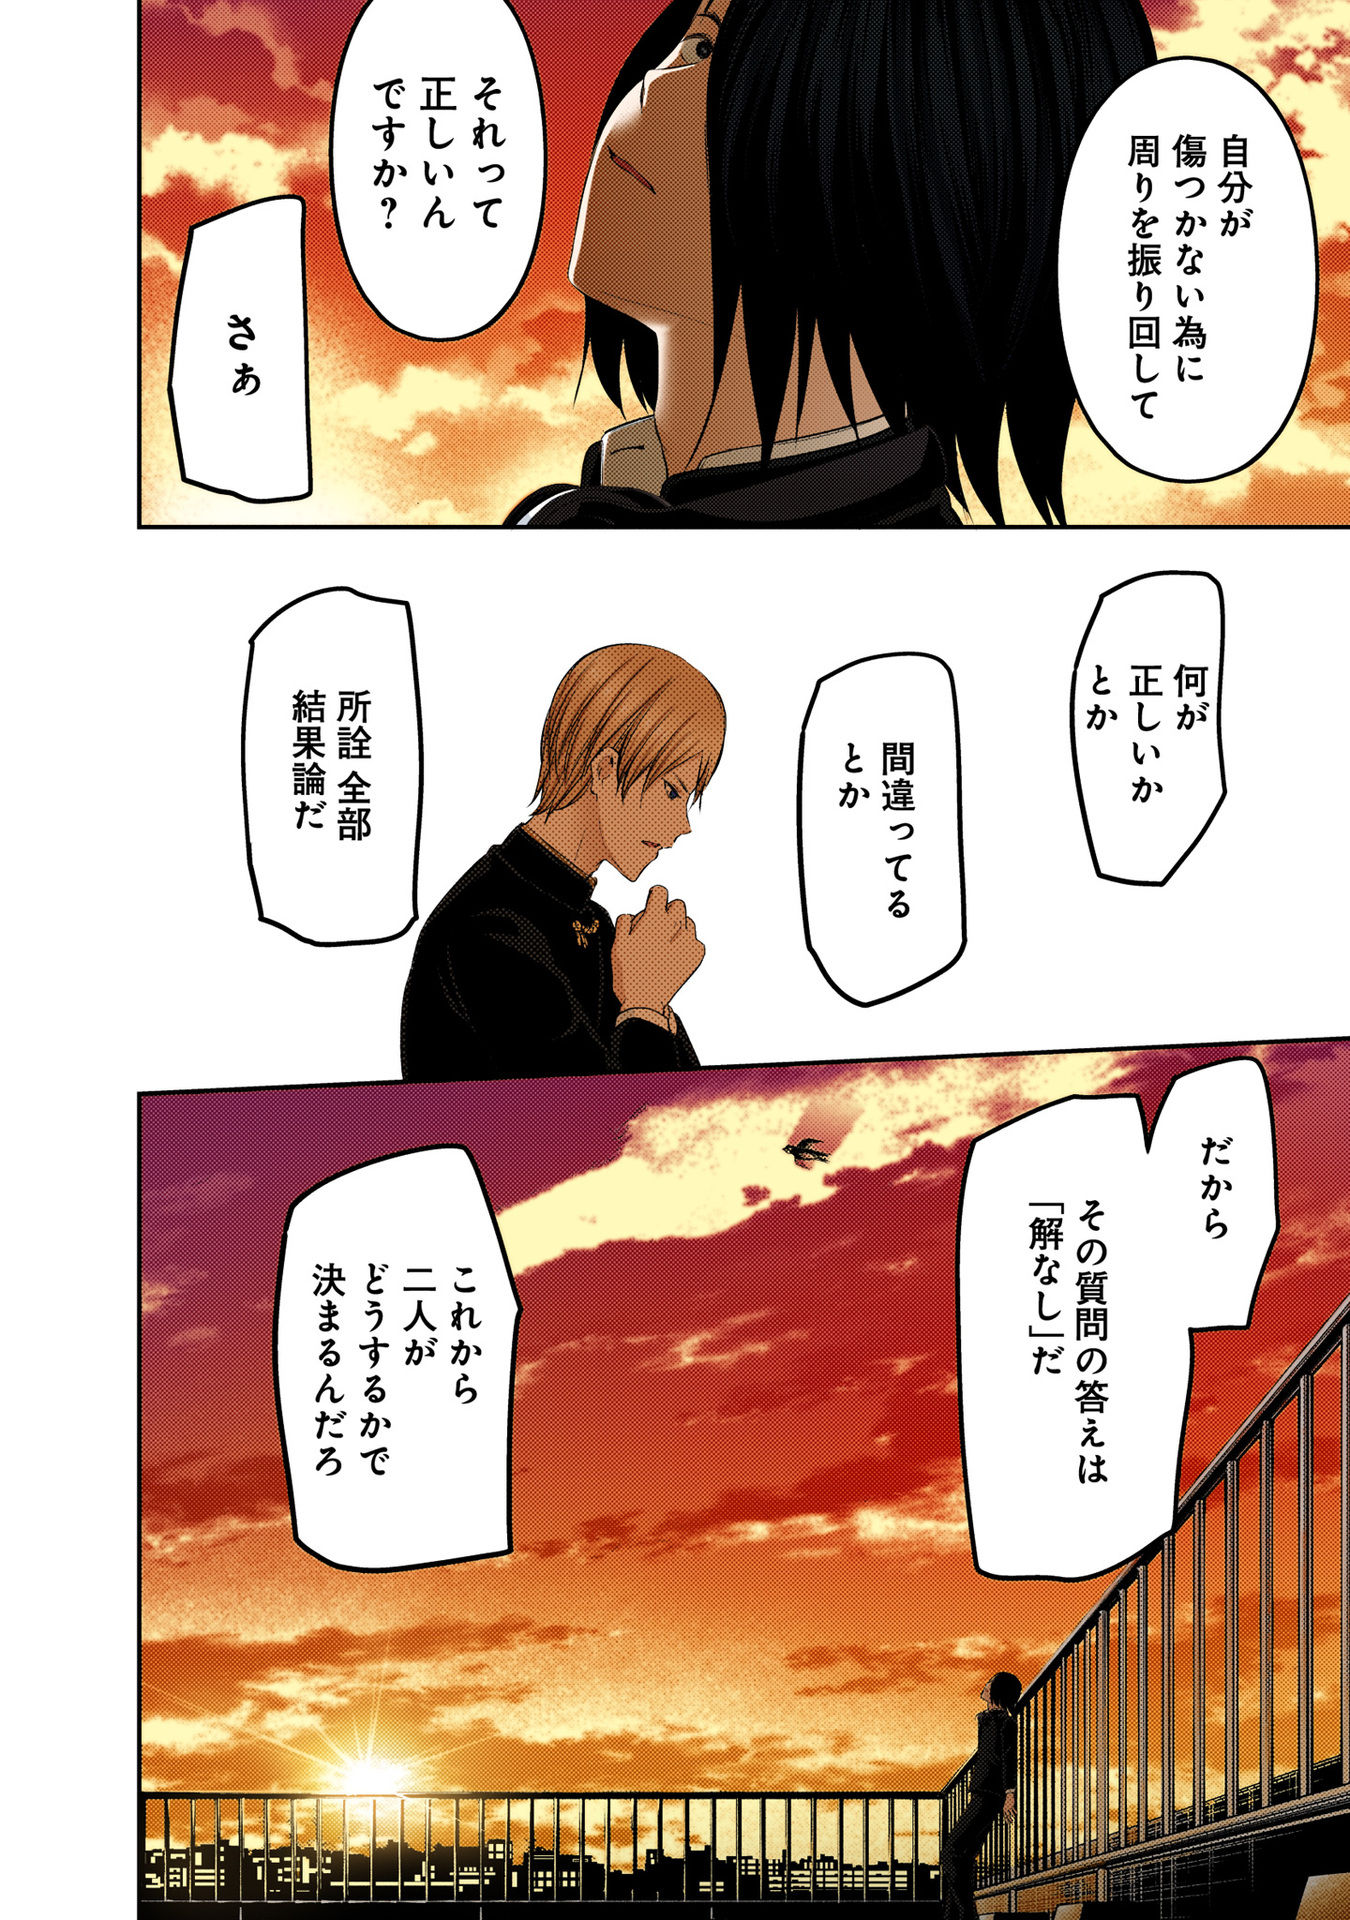 自分が
傷つかない為に
周りを振り回して
それって
正しいん
ですか?
さぁ
何が
正しいか
とか
間違ってる
とか
所詮 全部
結果論だ
だから
その質問の答えは
「解なし」だ
これから
二人が
どうするかで
決まるんだろ